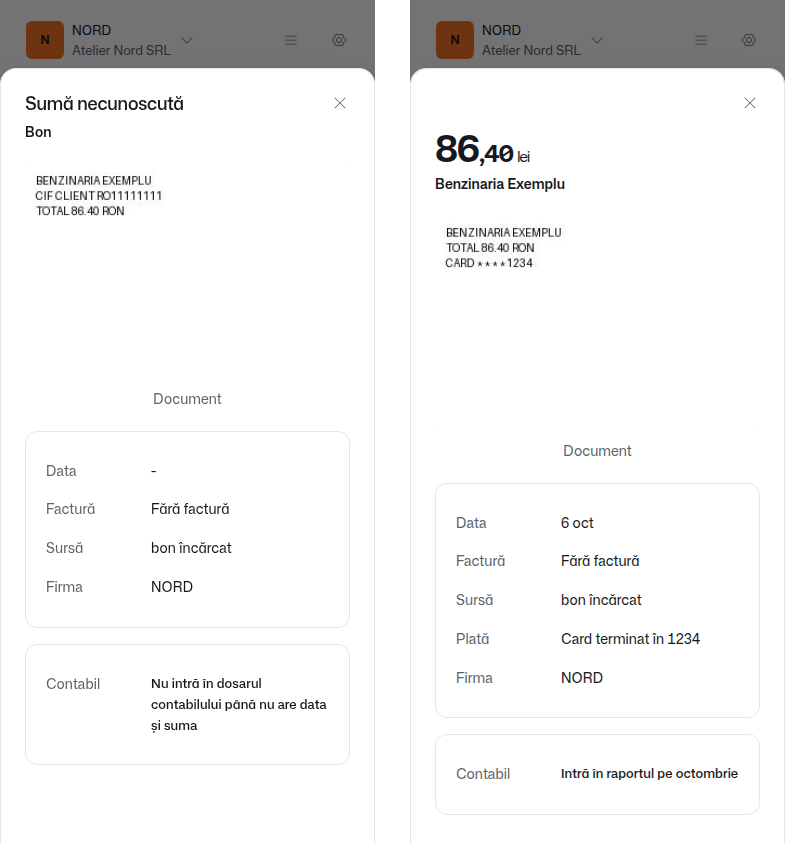 N
NORD
Atelier Nord SRL
Sumă necunoscută
Bon
BENZINARIA EXEMPLU
CIF CLIENT RO11111111
TOTAL 86.40 RON
Document
Data
-
Factură
Fără factură
Sursă
bon încărcat
Firma
NORD
Contabil
Nu intră în dosarul
contabilului până nu are data
și suma
N
NORD
Atelier Nord SRL
86,40 lei
Benzinaria Exemplu
BENZINARIA EXEMPLU
TOTAL 86.40 RON
CARD ****1234
Document
Data
6 oct
Factură
Fără factură
Sursă
bon încărcat
Plată
Card terminat în 1234
Firma
NORD
Contabil
Intră în raportul pe octombrie